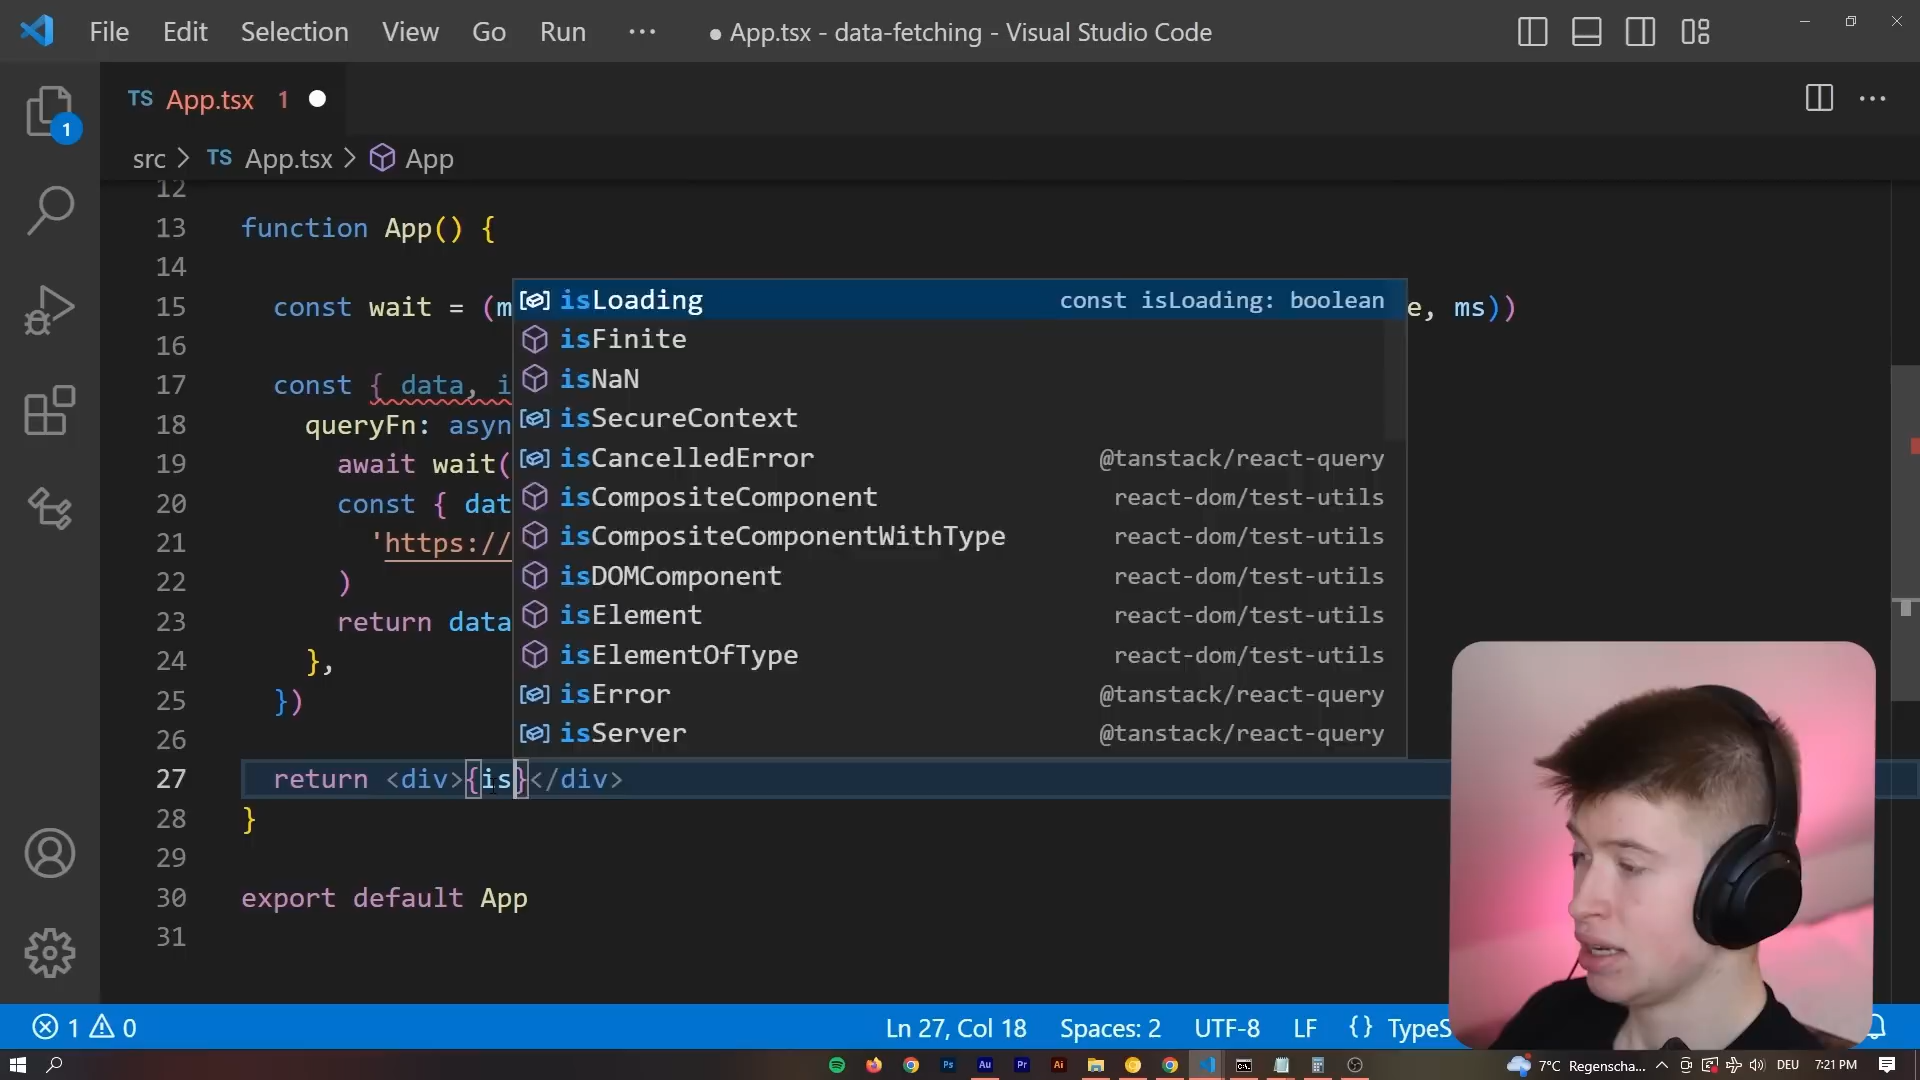 File Edit Selection View Go Run ··· ● App.tsx - data-fetching - Visual Studio Code
TS App.tsx 1 ●
1
src > TS App.tsx > App
12
13 function App() {
14
15 const wait = (m e, ms))
16
17 const { data, i
18 queryFn: asyn
19 await wait(
20 const { dat
21 'https://
22 )
23 return data
24 },
25 })
26
27 return <div>{is}</div>
28 }
29
30 export default App
31
isLoading const isLoading: boolean
isFinite
isNaN
isSecureContext
isCancelledError @tanstack/react-query
isCompositeComponent react-dom/test-utils
isCompositeComponentWithType react-dom/test-utils
isDOMComponent react-dom/test-utils
isElement react-dom/test-utils
isElementOfType react-dom/test-utils
isError @tanstack/react-query
isServer @tanstack/react-query
1 0 Ln 27, Col 18 Spaces: 2 UTF-8 LF {} TypeS
Ps Au Pr Ai 7°C Regenscha... DEU 7:21 PM